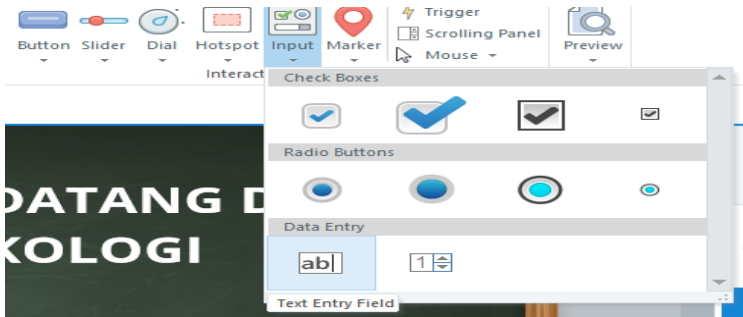 Trigger
Scrolling Panel
Button Slider Dial Hotspot Input Marker Mouse Preview
Interact
Check Boxes
Radio Buttons
DATANG D
KOLOGI
Data Entry
ab
1
Text Entry Field